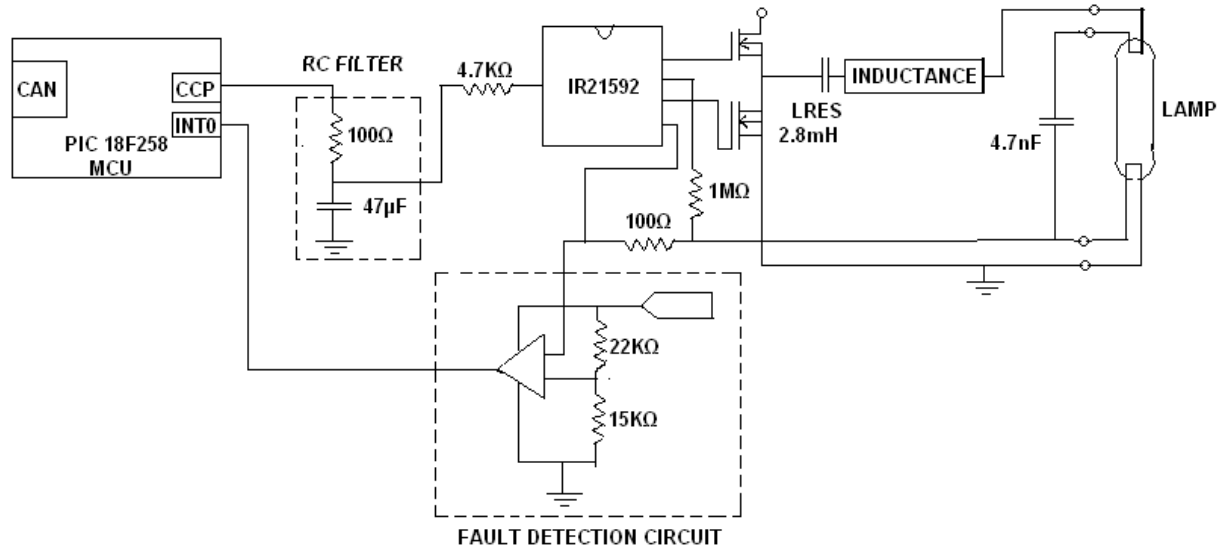 RC FILTER
4.7KΩ
IR21592
INDUCTANCE
CAN
CCP
INT0
PIC 18F258
MCU
100Ω
47µF
LRES
2.8mH
4.7nF
LAMP
1MΩ
100Ω
22KΩ
15KΩ
FAULT DETECTION CIRCUIT